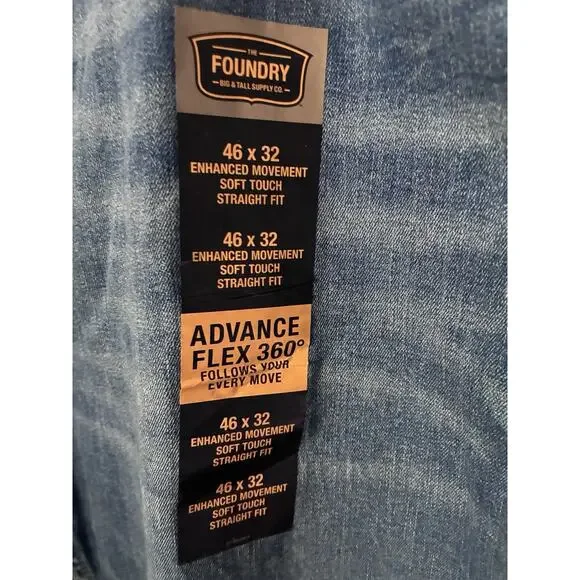 THE
FOUNDRY
BIG & TALL SUPPLY CO.
46 x 32
ENHANCED MOVEMENT
SOFT TOUCH
STRAIGHT FIT
46 x 32
ENHANCED MOVEMENT
SOFT TOUCH
STRAIGHT FIT
ADVANCE
FLEX 360°
FOLLOWS YOUR
EVERY MOVE
46 x 32
ENHANCED MOVEMENT
SOFT TOUCH
STRAIGHT FIT
46 x 32
ENHANCED MOVEMENT
SOFT TOUCH
STRAIGHT FIT